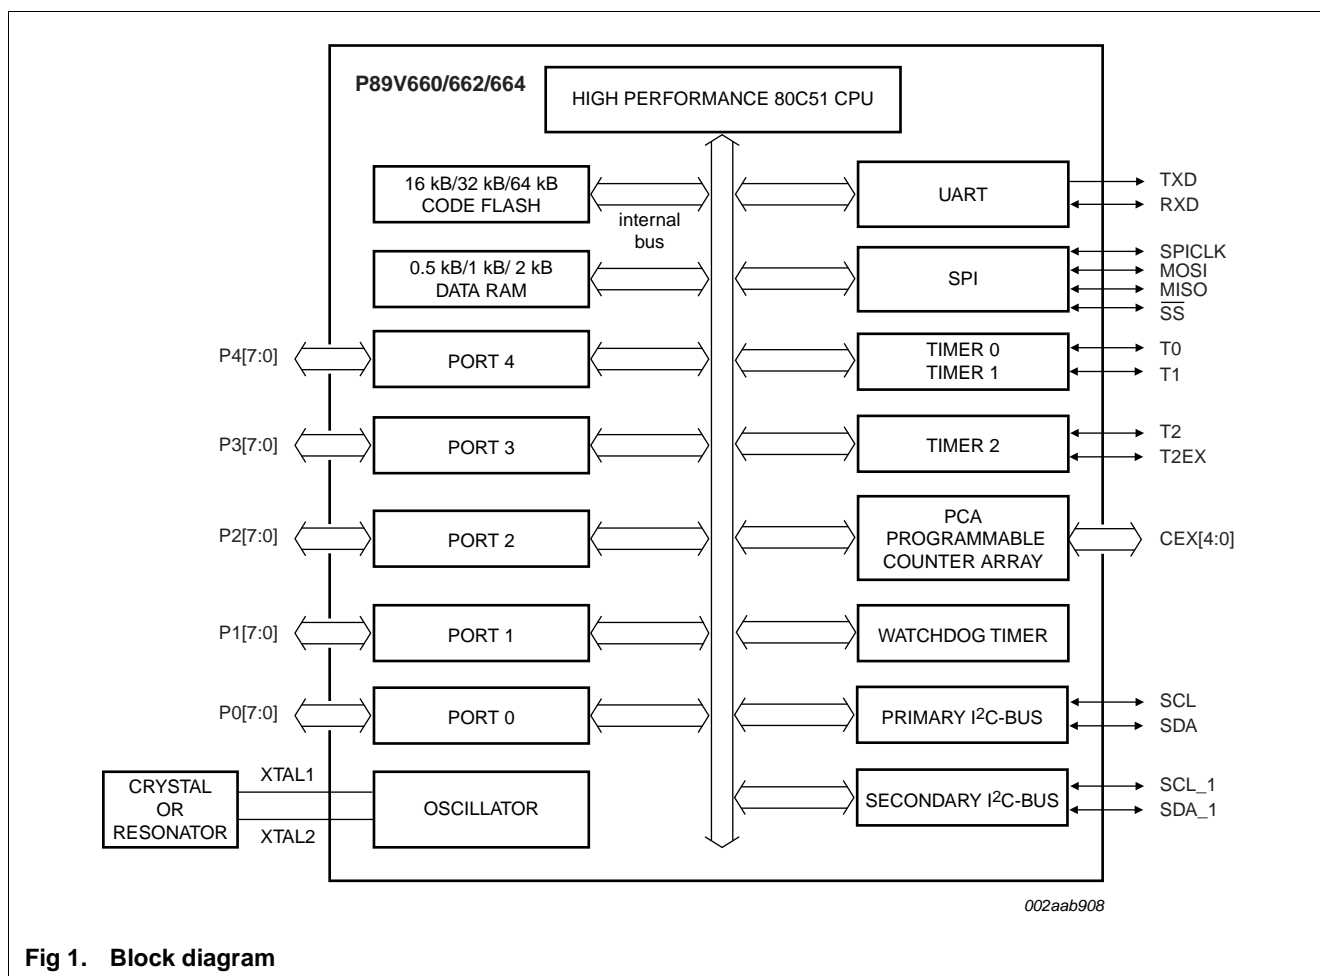 P89V660/662/664
HIGH PERFORMANCE 80C51 CPU
16 kB/32 kB/64 kB
CODE FLASH
internal
bus
0.5 kB/1 kB/ 2 kB
DATA RAM
P4[7:0]
PORT 4
P3[7:0]
PORT 3
P2[7:0]
PORT 2
P1[7:0]
PORT 1
P0[7:0]
PORT 0
CRYSTAL
OR
RESONATOR
XTAL1
XTAL2
OSCILLATOR
UART
TXD
RXD
SPI
SPICLK
MOSI
MISO
S̅S̅
TIMER 0
TIMER 1
T0
T1
TIMER 2
T2
T2EX
PCA
PROGRAMMABLE
COUNTER ARRAY
CEX[4:0]
WATCHDOG TIMER
PRIMARY I²C-BUS
SCL
SDA
SECONDARY I²C-BUS
SCL_1
SDA_1
002aab908
Fig 1. Block diagram